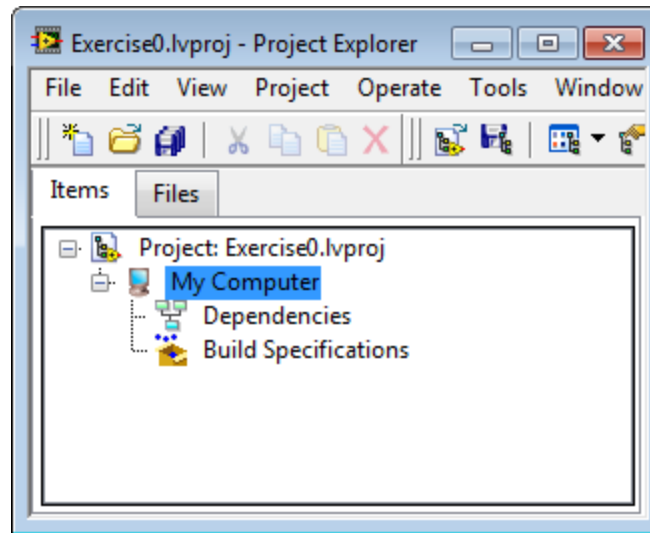 Exercise0.lvproj - Project Explorer
File Edit View Project Operate Tools Window
Items Files
Project: Exercise0.lvproj
My Computer
Dependencies
Build Specifications